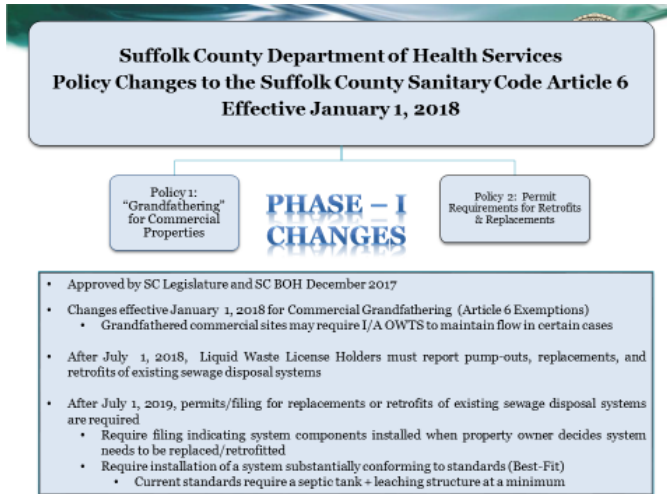 Suffolk County Department of Health Services
Policy Changes to the Suffolk County Sanitary Code Article 6
Effective January 1, 2018
Policy 1:
"Grandfathering"
for Commercial
Properties
PHASE – I
CHANGES
Policy 2: Permit
Requirements for Retrofits
& Replacements
• Approved by SC Legislature and SC BOH December 2017
• Changes effective January 1, 2018 for Commercial Grandfathering (Article 6 Exemptions)
• Grandfathered commercial sites may require I/A OWTS to maintain flow in certain cases
• After July 1, 2018, Liquid Waste License Holders must report pump-outs, replacements, and
retrofits of existing sewage disposal systems
• After July 1, 2019, permits/filing for replacements or retrofits of existing sewage disposal systems
are required
• Require filing indicating system components installed when property owner decides system
needs to be replaced/retrofitted
• Require installation of a system substantially conforming to standards (Best-Fit)
• Current standards require a septic tank + leaching structure at a minimum